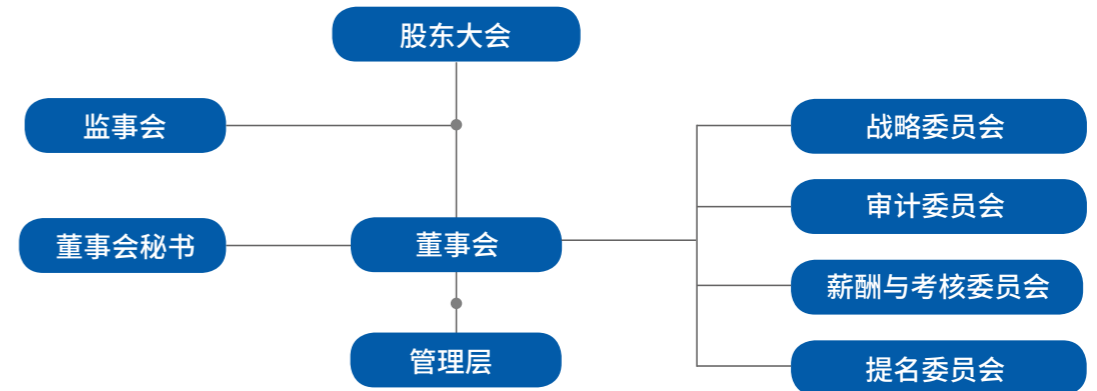 股东大会
监事会
战略委员会
审计委员会
董事会秘书
董事会
薪酬与考核委员会
管理层
提名委员会